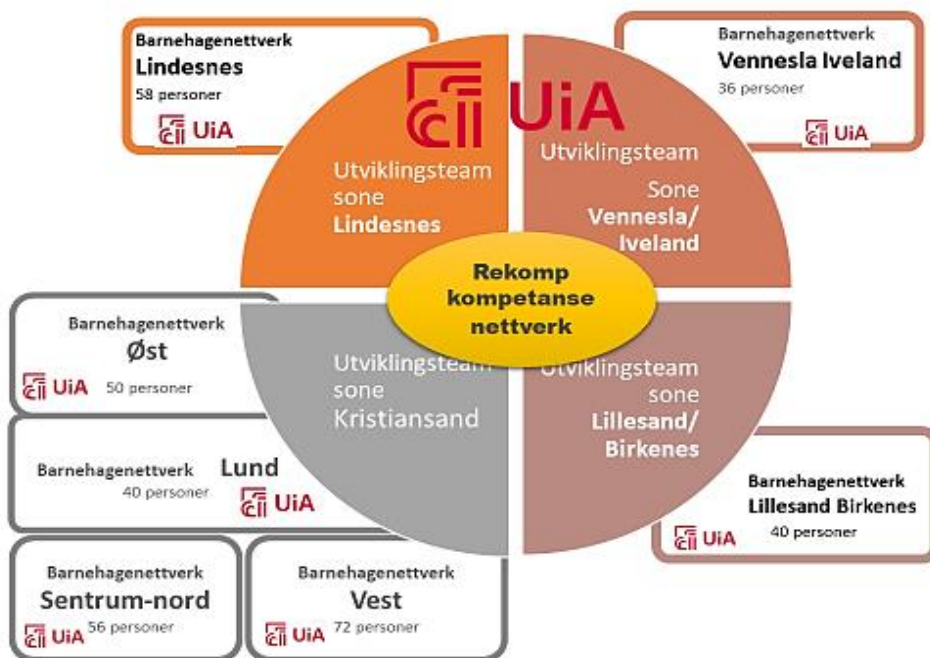 Barnehagenettverk
Lindesnes
58 personer
UiA
UiA
Barnehagenettverk
Vennesla Iveland
36 personer
UiA
Utviklingsteam
sone
Lindesnes
Utviklingsteam
Sone
Vennesla/
Iveland
Rekomp
kompetanse
nettverk
Barnehagenettverk
Øst
UiA 50 personer
Utviklingsteam
sone
Kristiansand
Utviklingsteam
sone
Lillesand/
Birkenes
Barnehagenettverk Lund
40 personer
UiA
Barnehagenettverk
Lillesand Birkenes
UiA 40 personer
Barnehagenettverk
Sentrum-nord
UiA 56 personer
Barnehagenettverk
Vest
UiA 72 personer